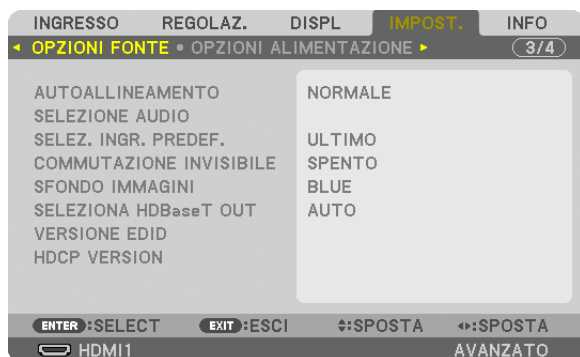 INGRESSO REGOLAZ. DISPL IMPOST. INFO
◂ OPZIONI FONTE • OPZIONI ALIMENTAZIONE ▸ 3/4
AUTOALLINEAMENTO NORMALE
SELEZIONE AUDIO
SELEZ. INGR. PREDEF. ULTIMO
COMMUTAZIONE INVISIBILE SPENTO
SFONDO IMMAGINI BLUE
SELEZIONA HDBaseT OUT AUTO
VERSIONE EDID
HDCP VERSION
ENTER :SELECT EXIT :ESCI :SPOSTA :SPOSTA
HDMI1 AVANZATO